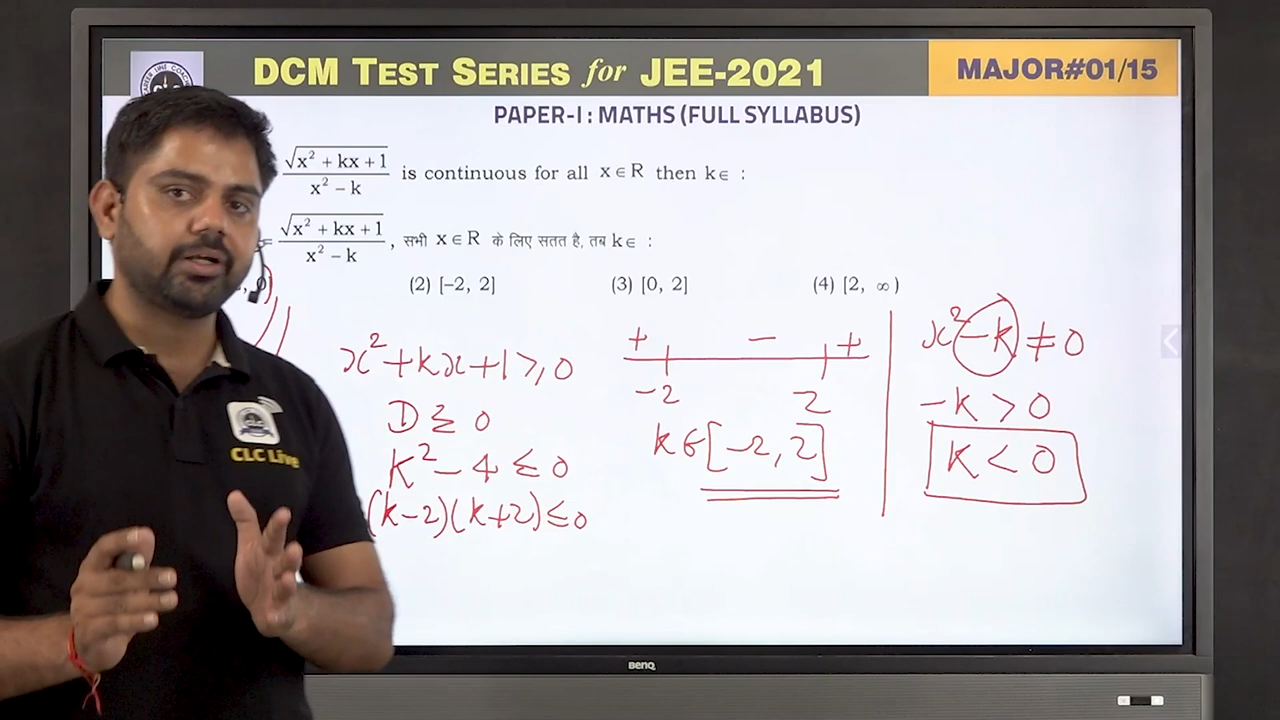 DCM TEST SERIES for JEE-2021 MAJOR#01/15
PAPER-I : MATHS (FULL SYLLABUS)
√(x² + kx + 1) / (x² − k) is continuous for all x∈R then k∈ :
= √(x² + kx + 1) / (x² − k) , सभी x∈R के लिए सतत है, तब k∈ :
, 0) (2) [−2, 2] (3) [0, 2] (4) [2, ∞)
x² + kx + 1 ≥ 0
D ≤ 0
K² − 4 ≤ 0
(k−2)(k+2) ≤ 0
+ − +
−2 2
k∈[−2, 2]
x² − k ≠ 0
−k > 0
K < 0
CLC Live
BenQ